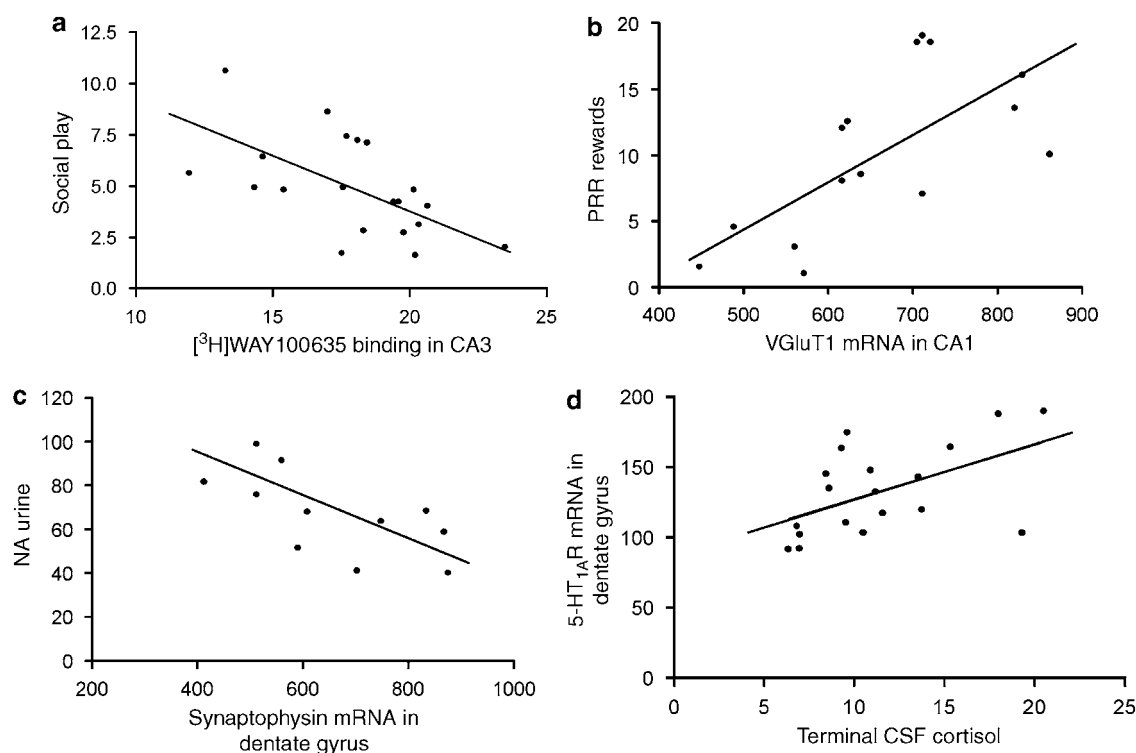 a
12.5
10.0
7.5
5.0
2.5
0.0
Social play
10 15 20 25
[³H]WAY100635 binding in CA3
b
20
15
10
5
0
PRR rewards
400 500 600 700 800 900
VGluT1 mRNA in CA1
c
120
100
80
60
40
20
0
NA urine
200 400 600 800 1000
Synaptophysin mRNA in
dentate gyrus
d
200
150
100
50
0
5-HT₁ₐR mRNA in
dentate gyrus
0 5 10 15 20 25
Terminal CSF cortisol